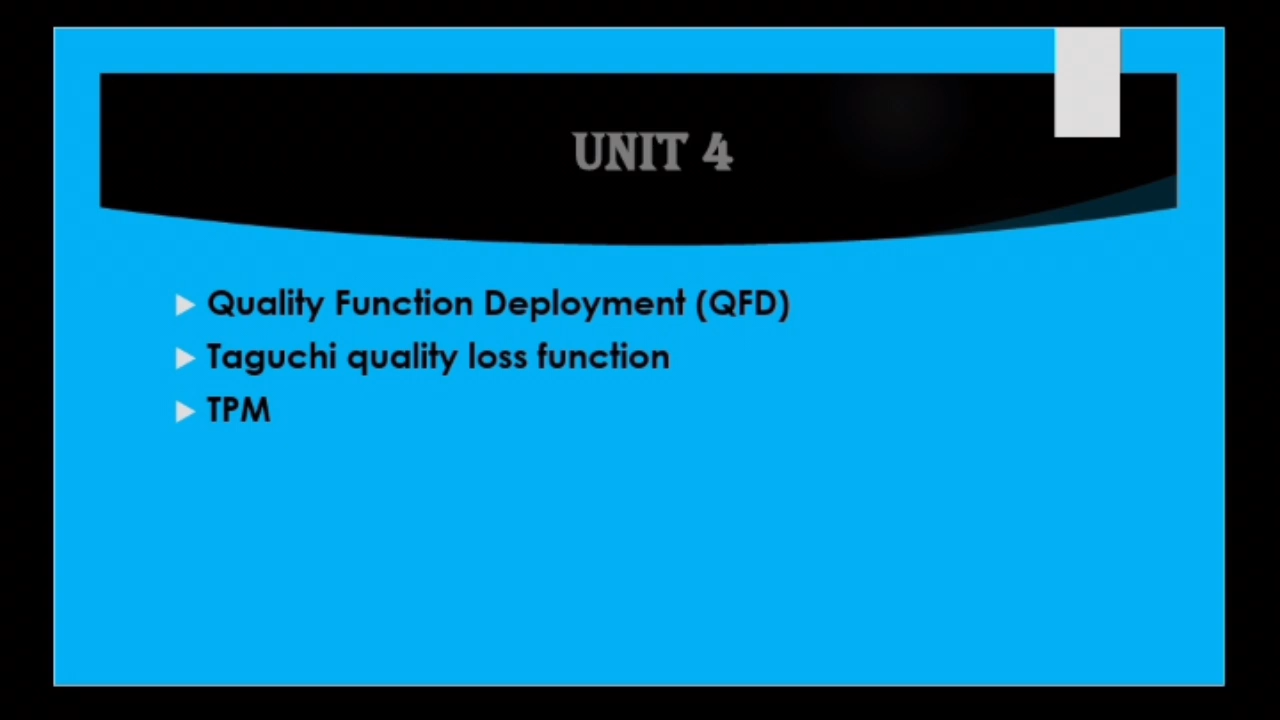 UNIT 4
Quality Function Deployment (QFD)
Taguchi quality loss function
TPM